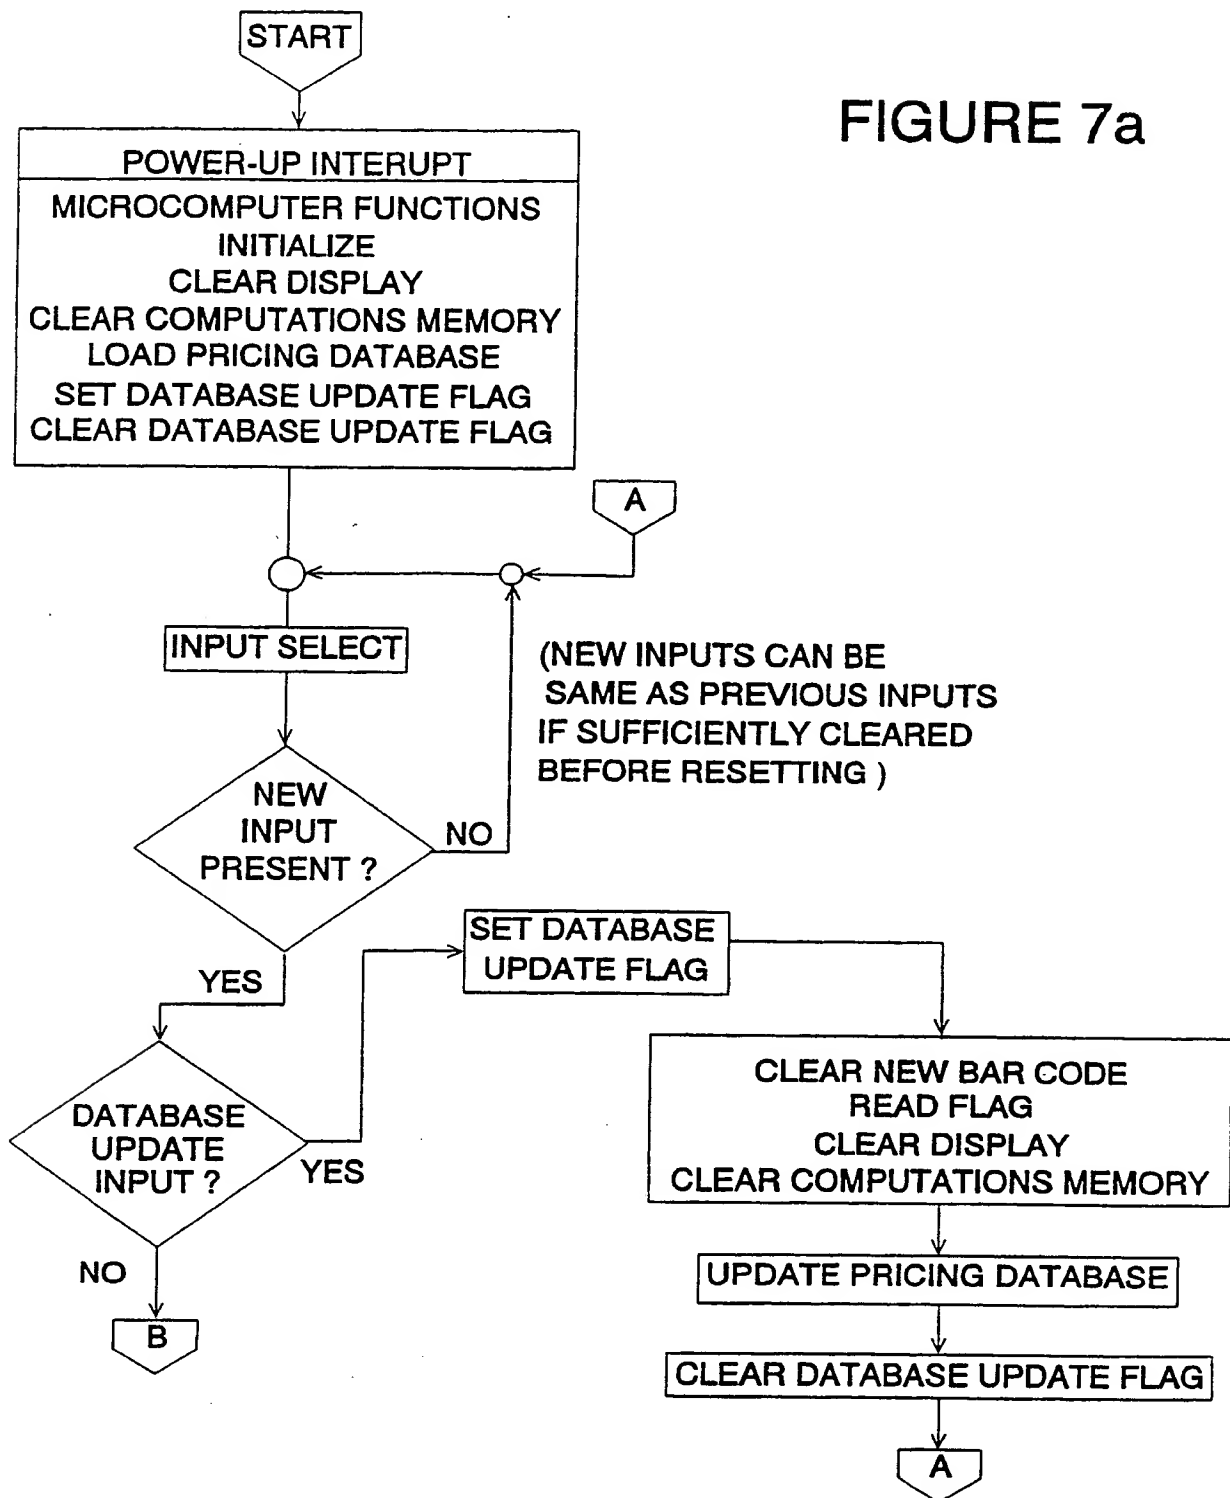 START
FIGURE 7a
POWER-UP INTERUPT
MICROCOMPUTER FUNCTIONS
INITIALIZE
CLEAR DISPLAY
CLEAR COMPUTATIONS MEMORY
LOAD PRICING DATABASE
SET DATABASE UPDATE FLAG
CLEAR DATABASE UPDATE FLAG
A
INPUT SELECT
(NEW INPUTS CAN BE
SAME AS PREVIOUS INPUTS
IF SUFFICIENTLY CLEARED
BEFORE RESETTING )
NEW
INPUT
PRESENT ?
NO
YES
SET DATABASE
UPDATE FLAG
DATABASE
UPDATE
INPUT ?
YES
NO
B
CLEAR NEW BAR CODE
READ FLAG
CLEAR DISPLAY
CLEAR COMPUTATIONS MEMORY
UPDATE PRICING DATABASE
CLEAR DATABASE UPDATE FLAG
A